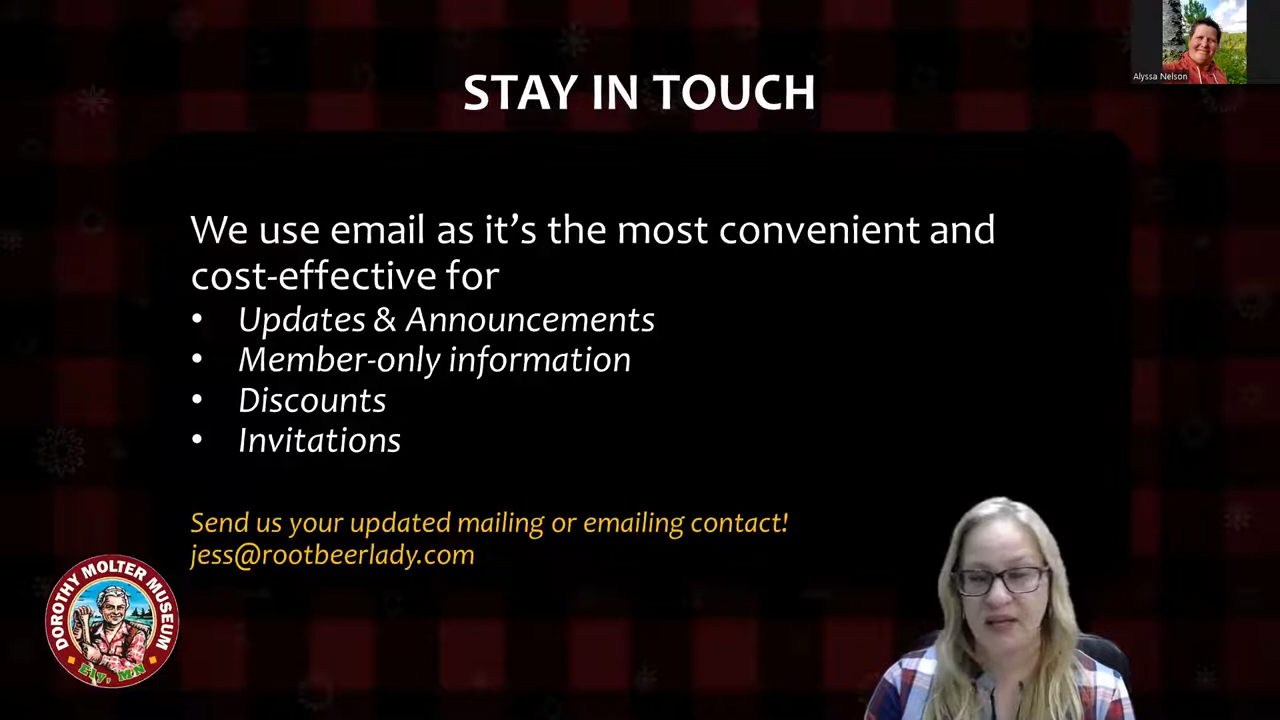 Alyssa Nelson
STAY IN TOUCH
We use email as it’s the most convenient and
cost-effective for
• Updates & Announcements
• Member-only information
• Discounts
• Invitations
Send us your updated mailing or emailing contact!
jess@rootbeerlady.com
DOROTHY MOLTER MUSEUM
Ely, MN